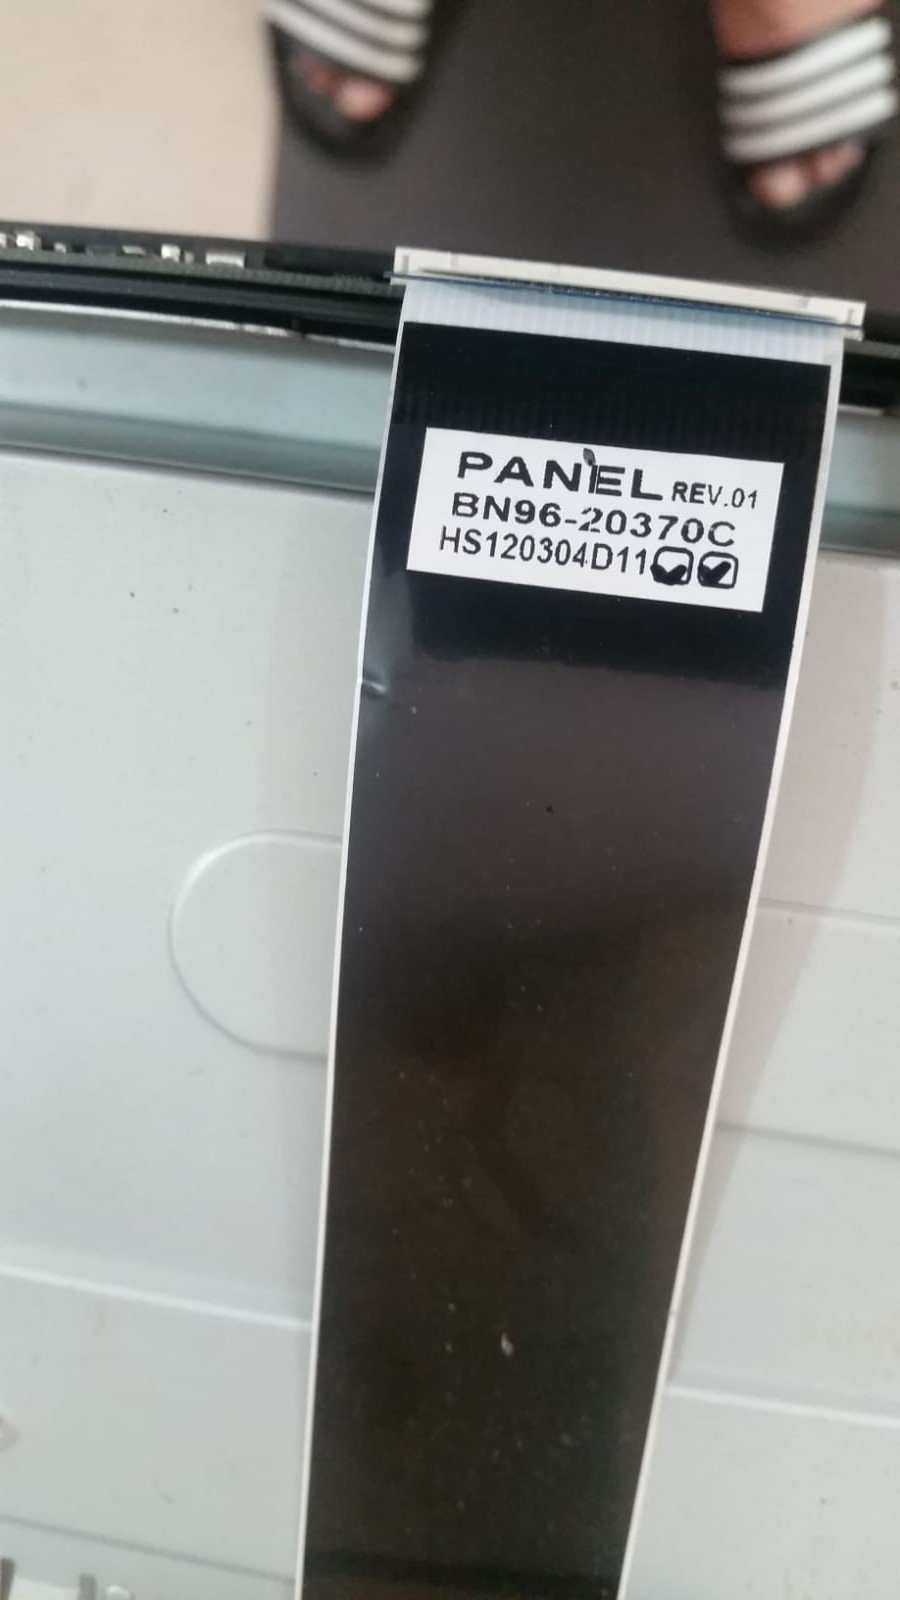 PANEL REV.01
BN96-20370C
HS120304D11